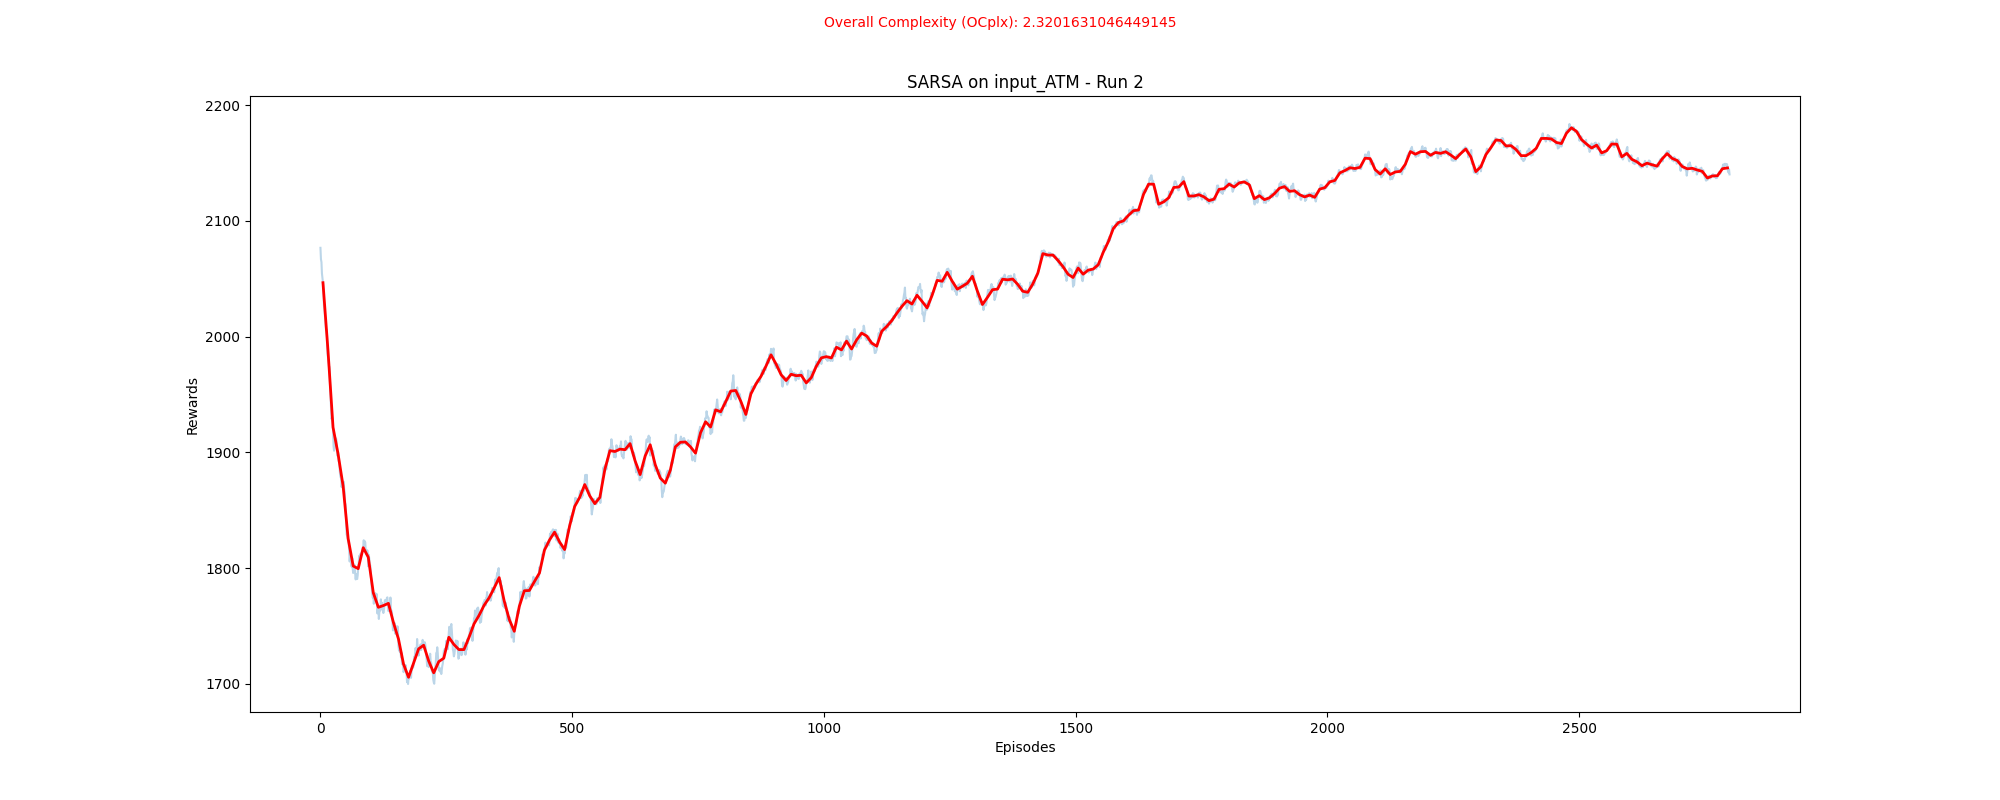 Overall Complexity (OCplx): 2.3201631046449145
SARSA on input_ATM - Run 2
2200
2100
2000
1900
1800
1700
Rewards
0 500 1000 1500 2000 2500
Episodes